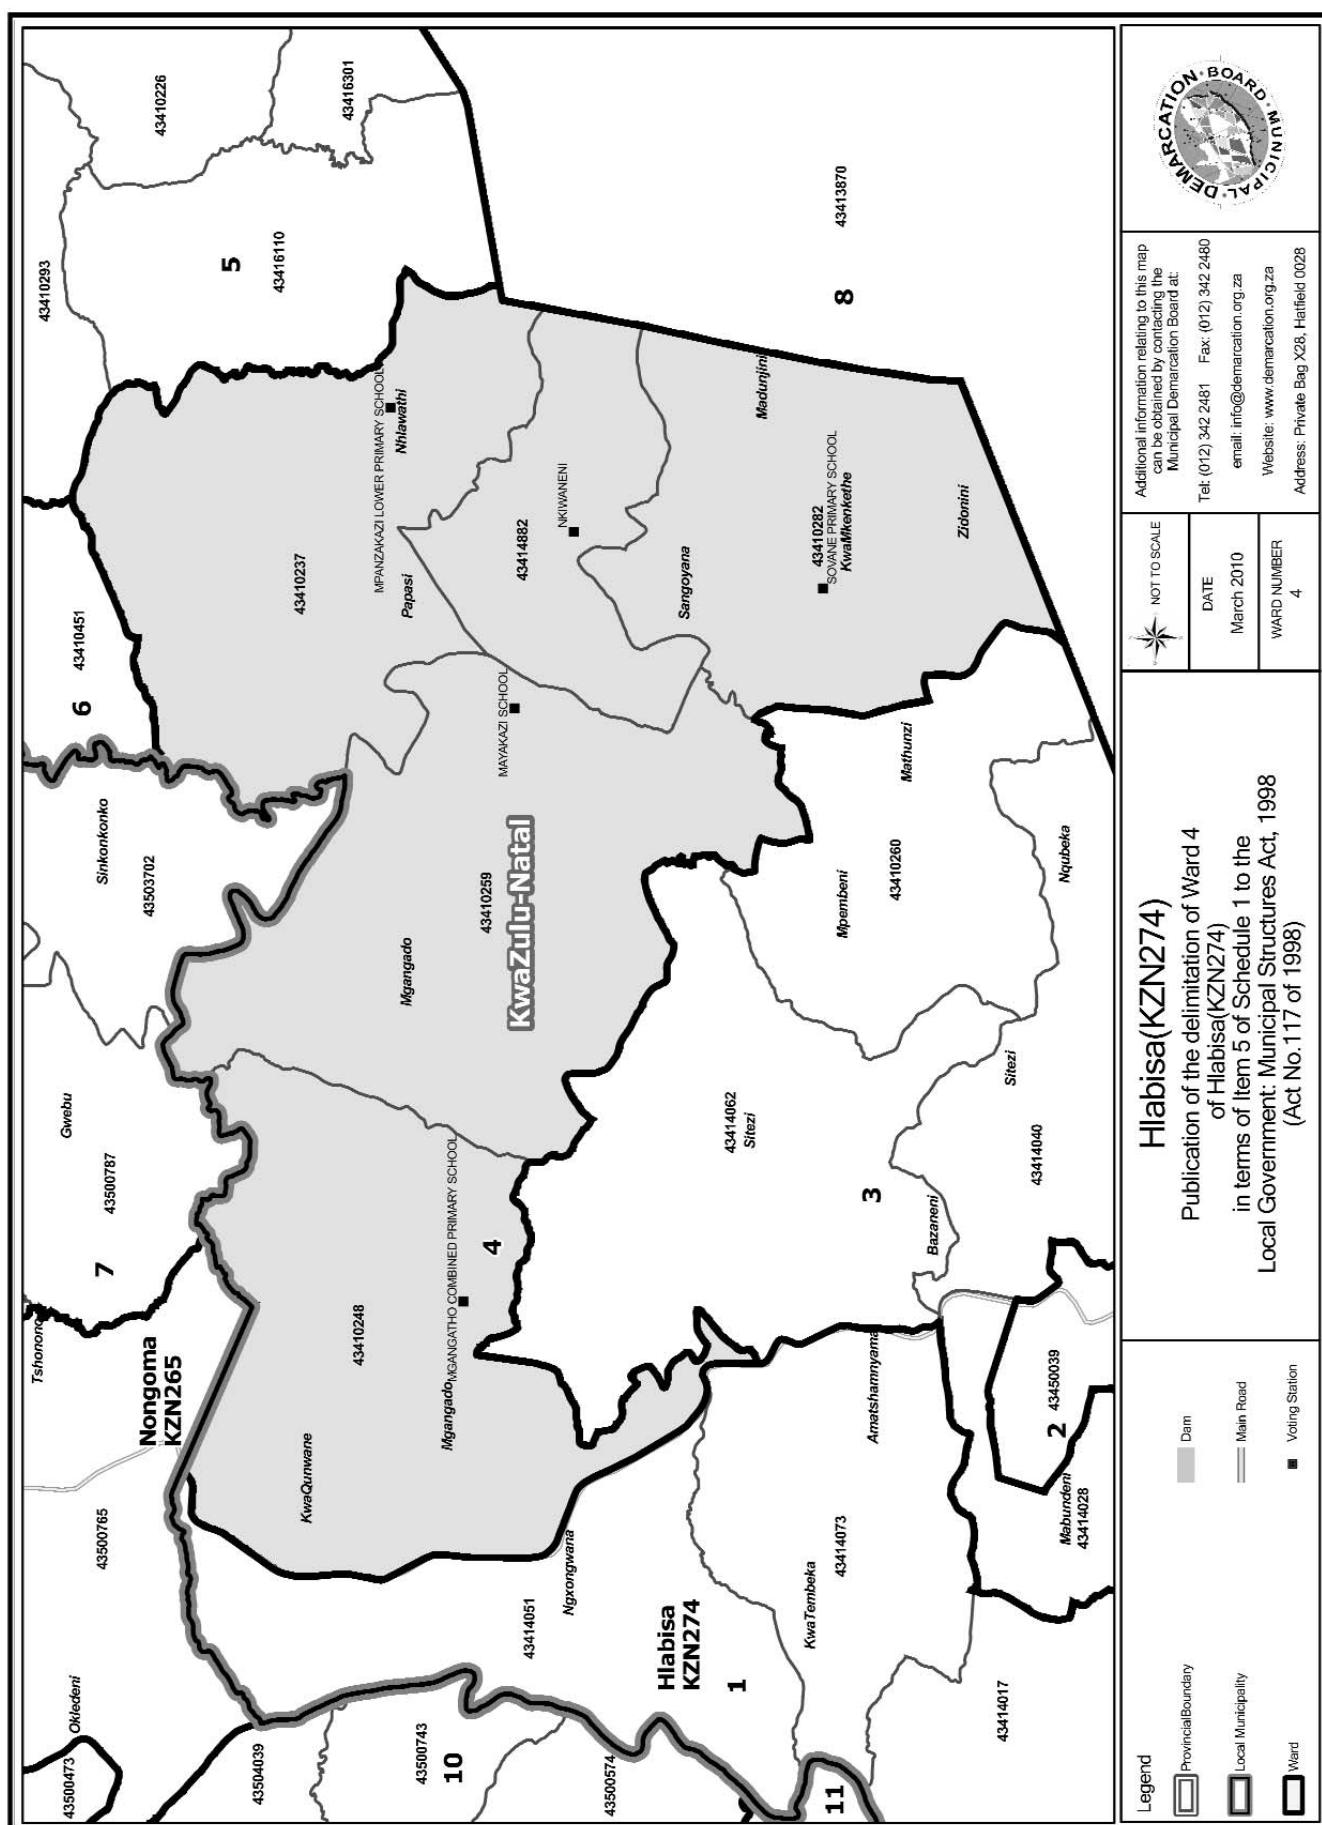 43500473
Okledeni
43504039
43500743
10
43500574
11
43500765
Tshonono
Nongoma
KZN265
7
Gwebu
43500787
Sinkonkonko
43503702
6
43410451
43410293
43410226
5
43416110
43416301
43410237
MPANZAKAZI LOWER PRIMARY SCHOOL
Nhlawathi
Papasi
43414882
NKIWANENI
MAYAKAZI SCHOOL
Sangoyana
Madunjini
43410282
SOVANE PRIMARY SCHOOL
KwaMkenkethe
Zidonini
8
43413870
43410259
KwaZulu-Natal
Mgangado
KwaQunwane
43410248
Mgangado
MGANGATHO COMBINED PRIMARY SCHOOL
4
43414051
Ngxongwana
Hlabisa
KZN274
1
KwaTembeka
43414073
43414017
Amatshamnyama
43414062
Sitezi
3
Bazaneni
43414040
Sitezi
Mpembeni
43410260
Mathunzi
Nqubeka
2
43450039
Mabundeni
43414028
Legend
ProvincialBoundary
Local Municipality
Ward
Dam
Main Road
Voting Station
Hlabisa(KZN274)
Publication of the delimitation of Ward 4
of Hlabisa(KZN274)
in terms of Item 5 of Schedule 1 to the
Local Government: Municipal Structures Act, 1998
(Act No.117 of 1998)
NOT TO SCALE
DATE
March 2010
WARD NUMBER
4
Additional information relating to this map
can be obtained by contacting the
Municipal Demarcation Board at:
Tel: (012) 342 2481 Fax: (012) 342 2480
email: info@demarcation.org.za
Website: www.demarcation.org.za
Address: Private Bag X28, Hatfield 0028
MUNICIPAL DEMARCATION BOARD